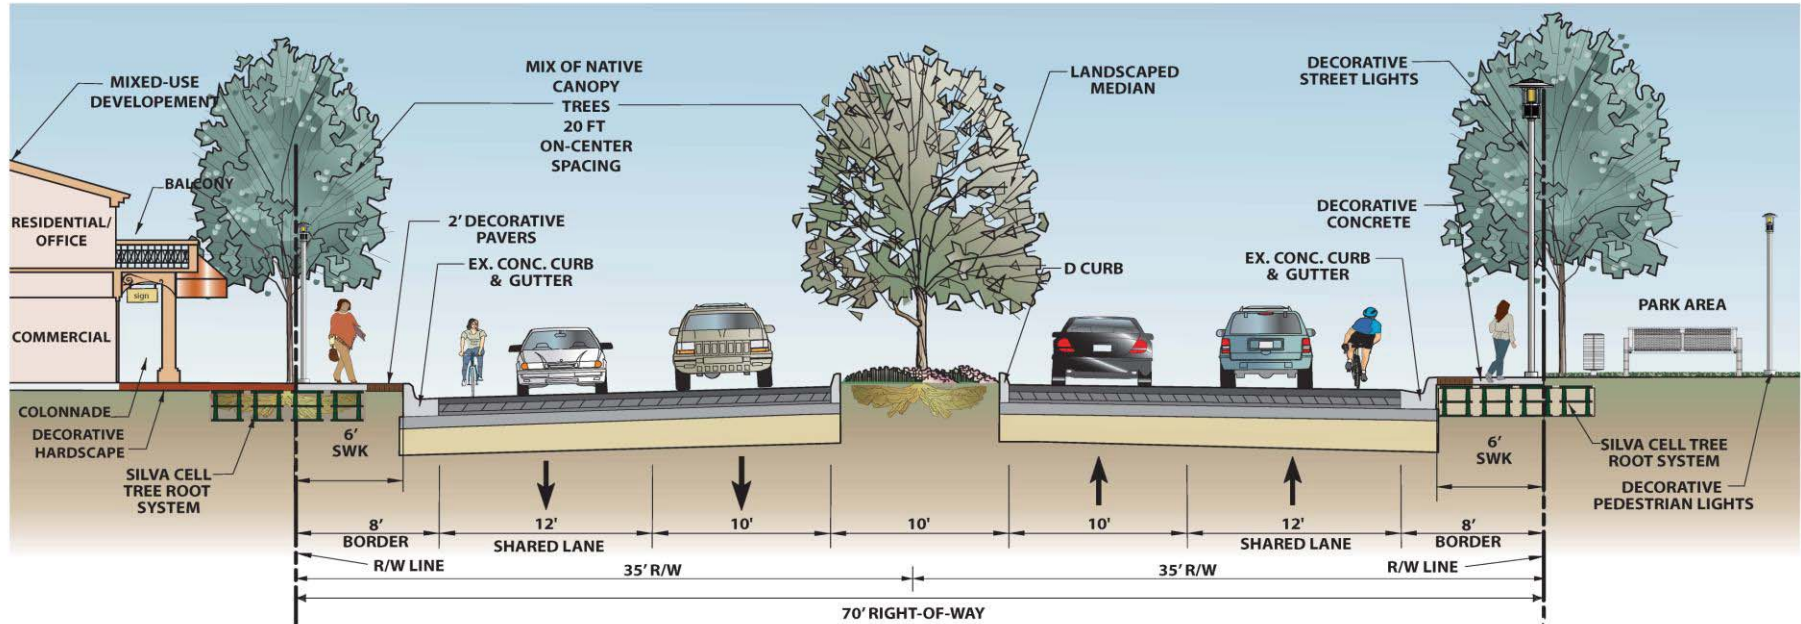 MIXED-USE
DEVELOPEMENT
BALCONY
RESIDENTIAL/
OFFICE
sign
COMMERCIAL
COLONNADE
DECORATIVE
HARDSCAPE
SILVA CELL
TREE ROOT
SYSTEM
MIX OF NATIVE
CANOPY
TREES
20 FT
ON-CENTER
SPACING
2' DECORATIVE
PAVERS
EX. CONC. CURB
& GUTTER
6'
SWK
LANDSCAPED
MEDIAN
D CURB
DECORATIVE
STREET LIGHTS
DECORATIVE
CONCRETE
EX. CONC. CURB
& GUTTER
PARK AREA
6'
SWK
SILVA CELL TREE
ROOT SYSTEM
DECORATIVE
PEDESTRIAN LIGHTS
8'
BORDER
12'
SHARED LANE
10'
10'
10'
12'
SHARED LANE
8'
BORDER
R/W LINE
35' R/W
35' R/W
R/W LINE
70' RIGHT-OF-WAY